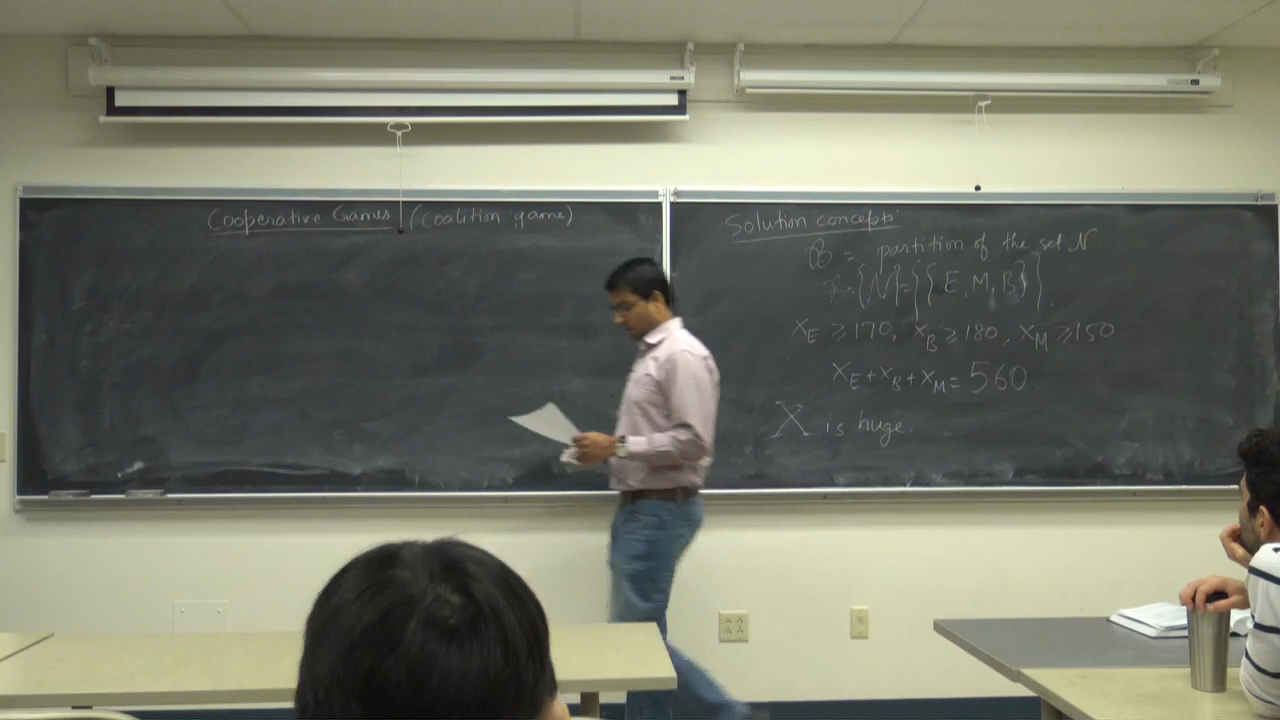 Cooperative Games (Coalition game)
Solution concepts:
ℬ = partition of the set N.
ℬ = {N} = {{E, M, B}}.
x_E ≥ 170, x_B ≥ 180, x_M ≥ 150
x_E + x_B + x_M = 560.
X is huge.